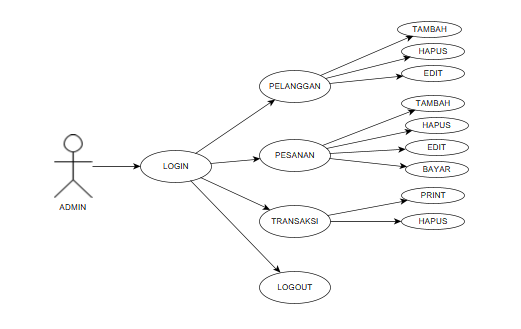 TAMBAH
HAPUS
EDIT
PELANGGAN
TAMBAH
HAPUS
EDIT
BAYAR
PESANAN
LOGIN
ADMIN
PRINT
HAPUS
TRANSAKSI
LOGOUT